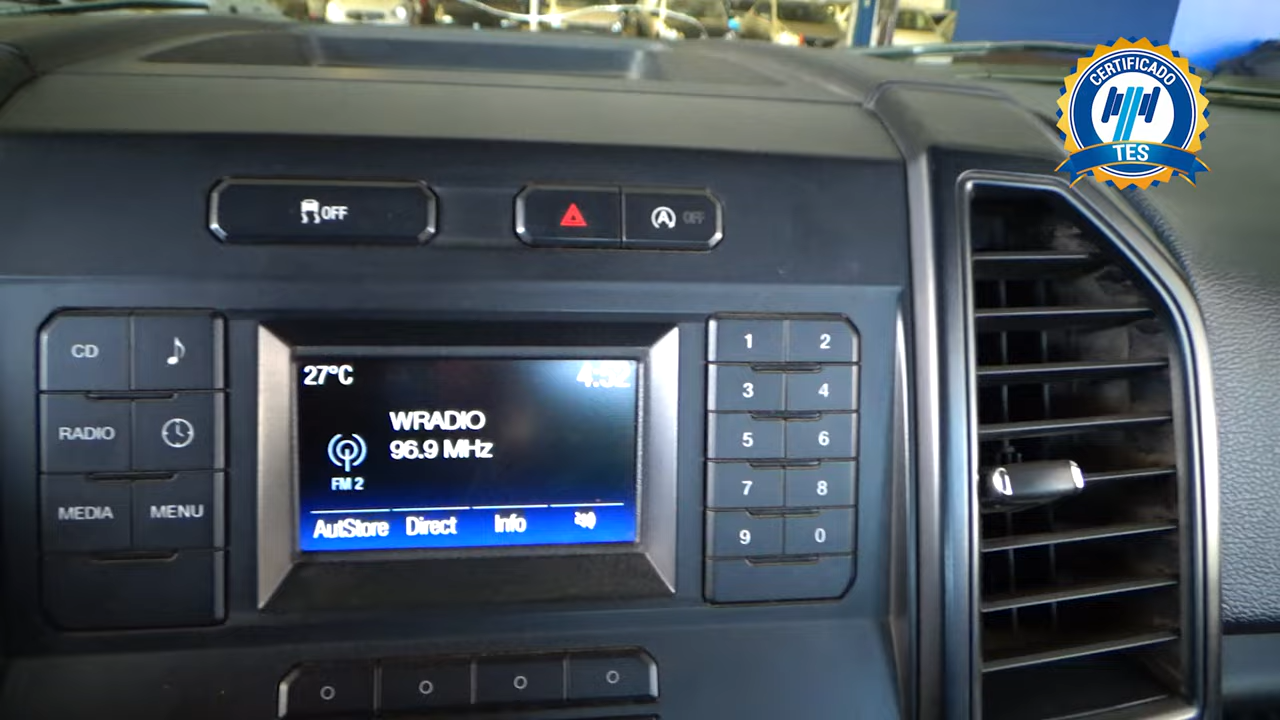 CERTIFICADO
TES
OFF
A OFF
CD
RADIO
MEDIA MENU
27°C
WRADIO
96.9 MHz
FM 2
AutStore Direct Info
1 2
3 4
5 6
7 8
9 0